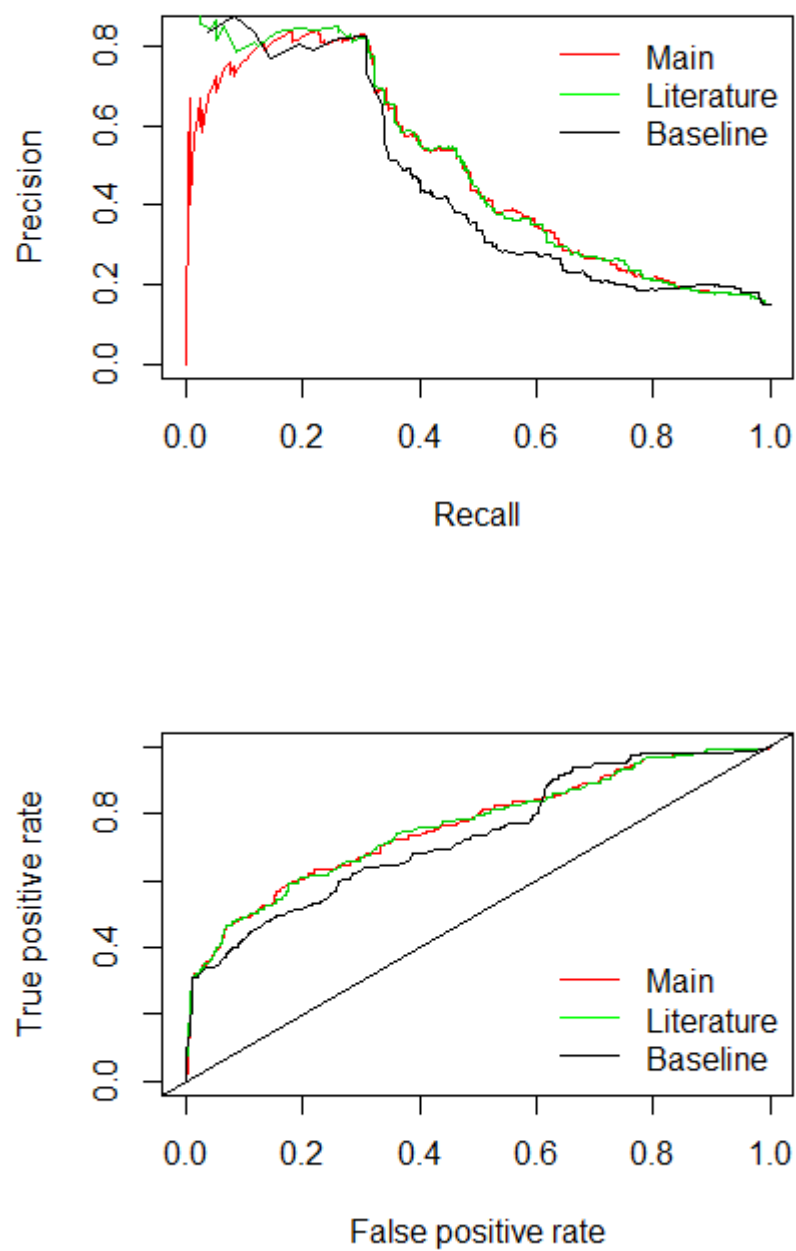 0.8
0.6
0.4
0.2
0.0
Precision
Main
Literature
Baseline
0.0 0.2 0.4 0.6 0.8 1.0
Recall
0.8
0.4
0.0
True positive rate
Main
Literature
Baseline
0.0 0.2 0.4 0.6 0.8 1.0
False positive rate